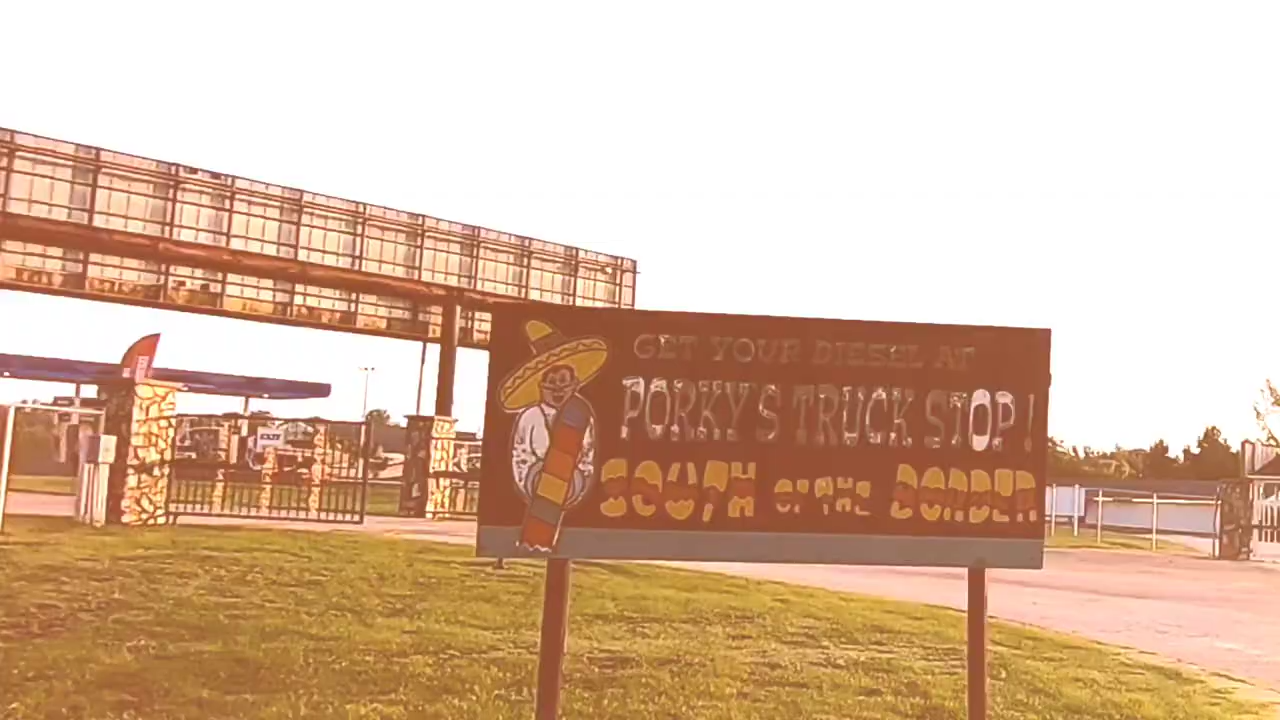 GET YOUR DIESEL AT
PORKY'S TRUCK STOP!
SOUTH OF THE BORDER